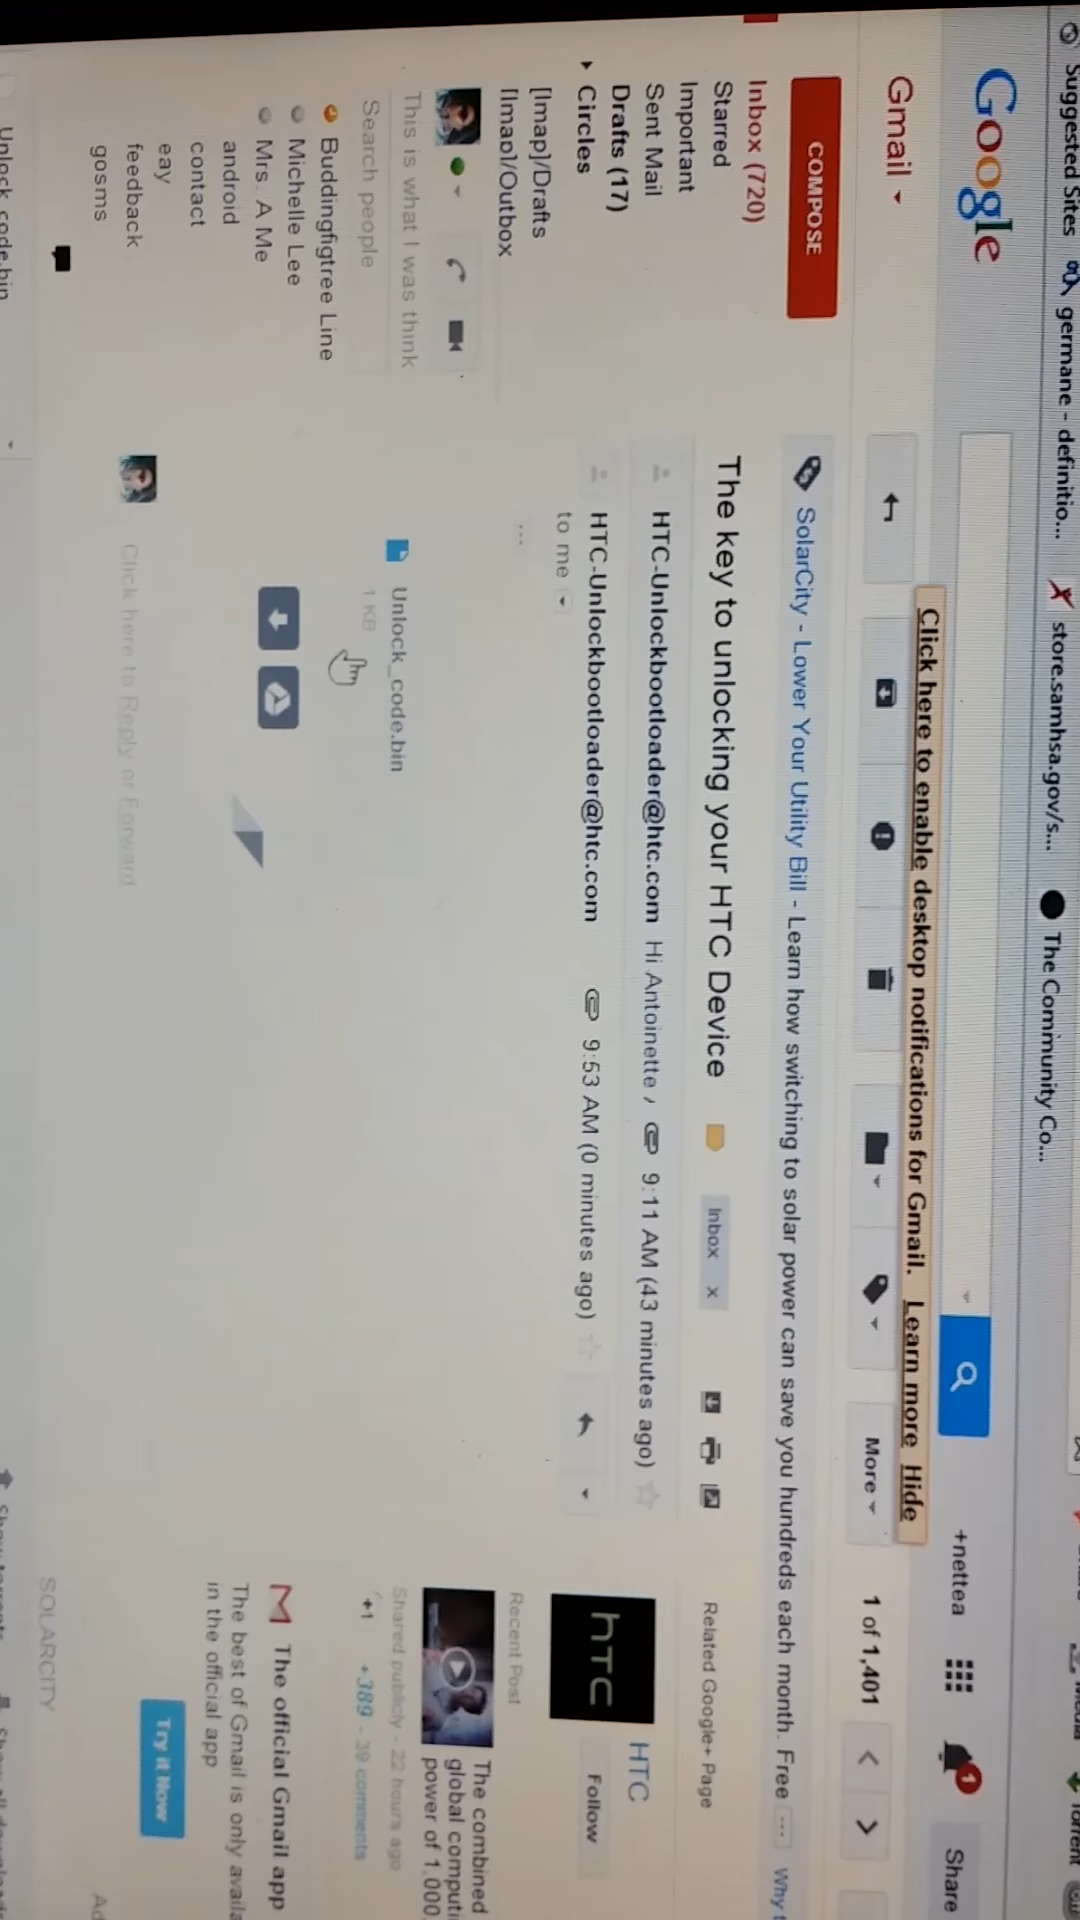 Suggested Sites germane - definitio... store.samhsa.gov/s... The Community Co...
Google
+nettea
1
Share
Click here to enable desktop notifications for Gmail. Learn more Hide
Gmail
More
1 of 1,401
COMPOSE
SolarCity - Lower Your Utility Bill - Learn how switching to solar power can save you hundreds each month. Free
Inbox (720)
Starred
Important
Sent Mail
Drafts (17)
Circles
[Imap]/Drafts
[Imap]/Outbox
The key to unlocking your HTC Device
Inbox x
HTC-Unlockbootloader@htc.com Hi Antoinette , 9:11 AM (43 minutes ago)
HTC-Unlockbootloader@htc.com 9:53 AM (0 minutes ago)
to me
...
Unlock_code.bin
1 KB
Click here to Reply or Forward
This is what I was think
Search people
Buddingfigtree Line
Michelle Lee
Mrs. A Me
android
contact
eay
feedback
gosms
Related Google+ Page
hTC
HTC
Follow
Recent Post
The combined
global computi
power of 1,000
Shared publicly - 22 hours ago
+1 +389 - 39 comments
The official Gmail app
The best of Gmail is only availa
in the official app
Try it Now
SOLARCITY
Unlock_code.bin